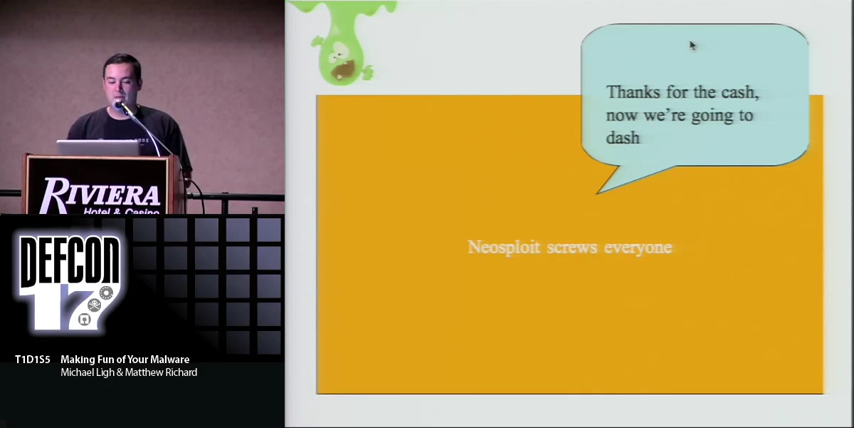 Thanks for the cash,
now we're going to
dash
Neosploit screws everyone
RIVIERA
Hotel & Casino
DEFCON
17
T1D1S5 Making Fun of Your Malware
Michael Ligh & Matthew Richard